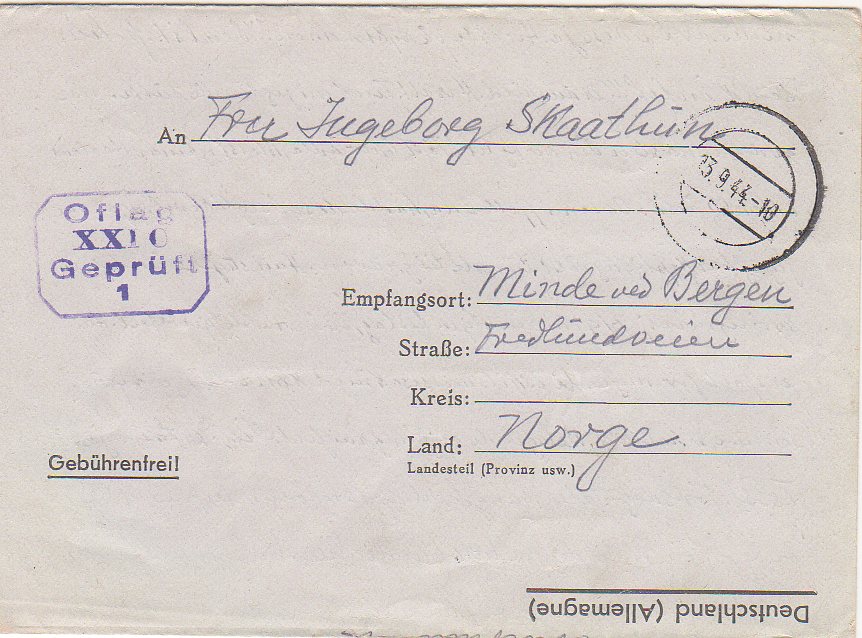 An Fru Ingeborg Skaathun
13.9.44.-10
Oflag
XXI C
Geprüft
1
Empfangsort: Minde ved Bergen
Straße: Fredlundveien
Kreis:
Land: Norge
Landesteil (Provinz usw.)
Gebührenfrei!
Deutschland (Allemagne)